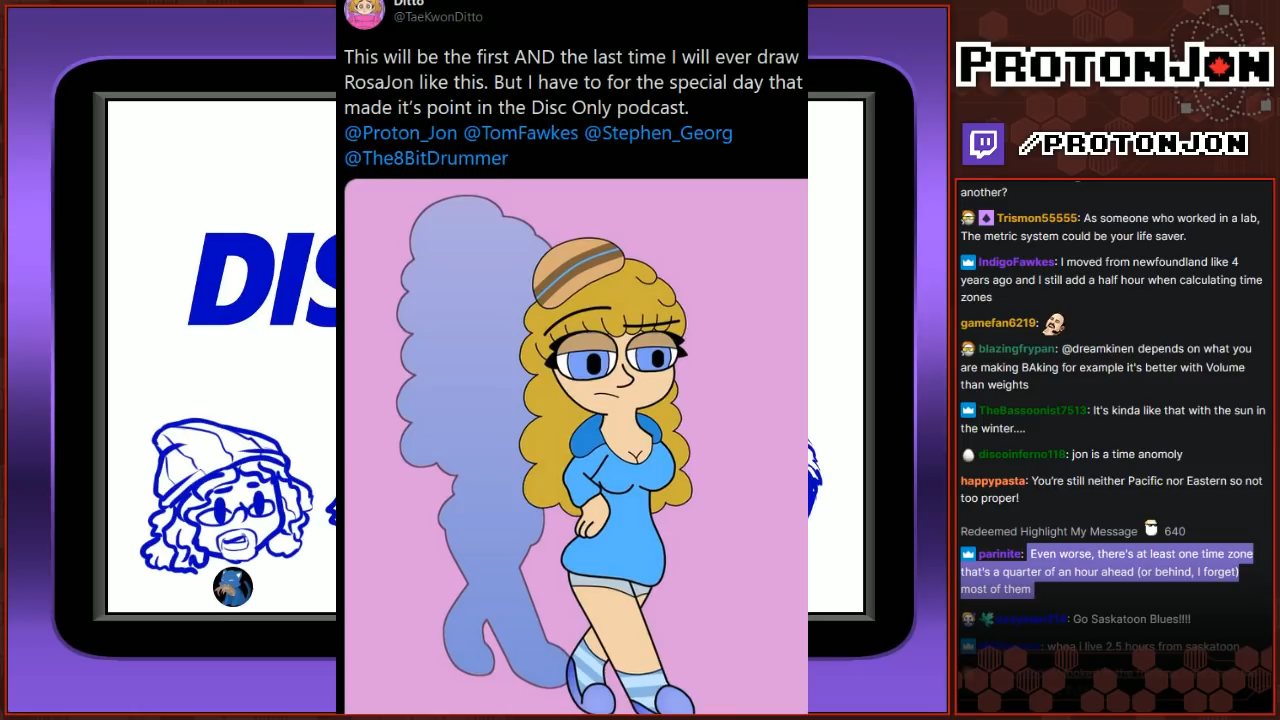 Ditto
@TaeKwonDitto
This will be the first AND the last time I will ever draw
RosaJon like this. But I have to for the special day that
made it's point in the Disc Only podcast.
@Proton_Jon @TomFawkes @Stephen_Georg
@The8BitDrummer
DIS
PROTONJON
/PROTONJON
another?
Trismon55555: As someone who worked in a lab,
The metric system could be your life saver.
IndigoFawkes: I moved from newfoundland like 4
years ago and I still add a half hour when calculating time
zones
gamefan6219:
blazingfrypan: @dreamkinen depends on what you
are making BAking for example it's better with Volume
than weights
TheBassoonist7513: It's kinda like that with the sun in
the winter....
discoinferno118: jon is a time anomoly
happypasta: You're still neither Pacific nor Eastern so not
too proper!
Redeemed Highlight My Message 640
parinite: Even worse, there's at least one time zone
that's a quarter of an hour ahead (or behind, I forget)
most of them
Go Saskatoon Blues!!!!
whoa i live 2.5 hours from saskatoon